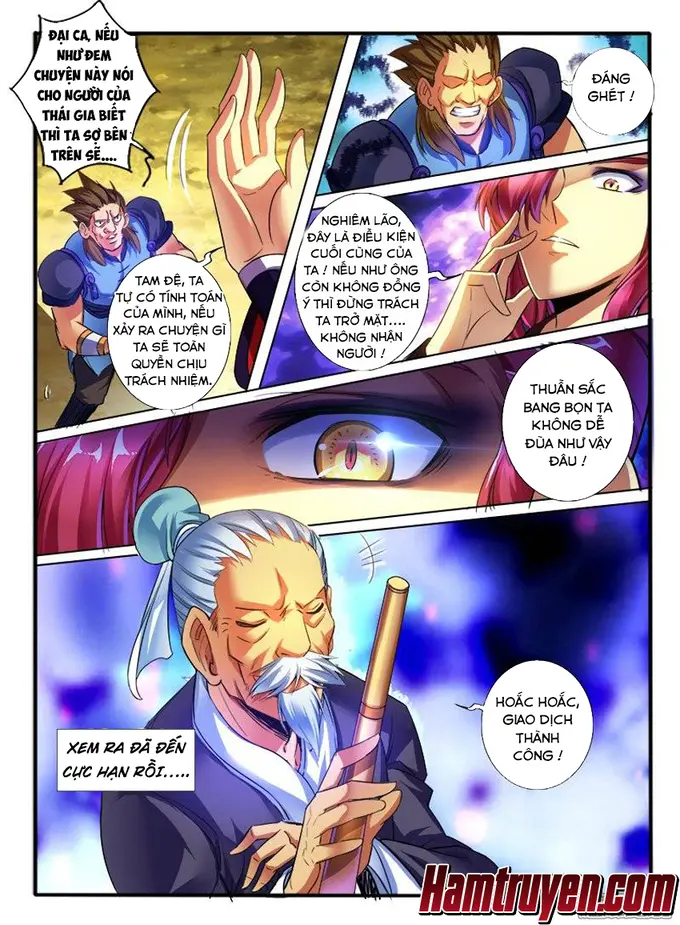 ĐẠI CA, NẾU
NHƯ ĐEM
CHUYỆN NÀY NÓI
CHO NGƯỜI CỦA
THÁI GIA BIẾT
THÌ TA SỢ BÊN
TRÊN SẼ....
ĐÁNG
GHÉT !
TAM ĐỆ, TA
TỰ CÓ TÍNH TOÁN
CỦA MÌNH, NẾU
XẢY RA CHUYỆN GÌ
TA SẼ TOÀN
QUYỀN CHỊU
TRÁCH NHIỆM.
NGHIÊM LÃO,
ĐÂY LÀ ĐIỀU KIỆN
CUỐI CÙNG CỦA
TA ! NẾU NHƯ ÔNG
CÒN KHÔNG ĐỒNG
Ý THÌ ĐỪNG TRÁCH
TA TRỞ MẶT....
KHÔNG NHẬN
NGƯỜI !
THUẦN SẮC
BANG BỌN TA
KHÔNG DỄ
ĐÙA NHƯ VẬY
ĐÂU !
XEM RA ĐÃ ĐẾN
CỰC HẠN RỒI.....
HOẮC HOẮC,
GIAO DỊCH
THÀNH
CÔNG !
Hamtruyen.com